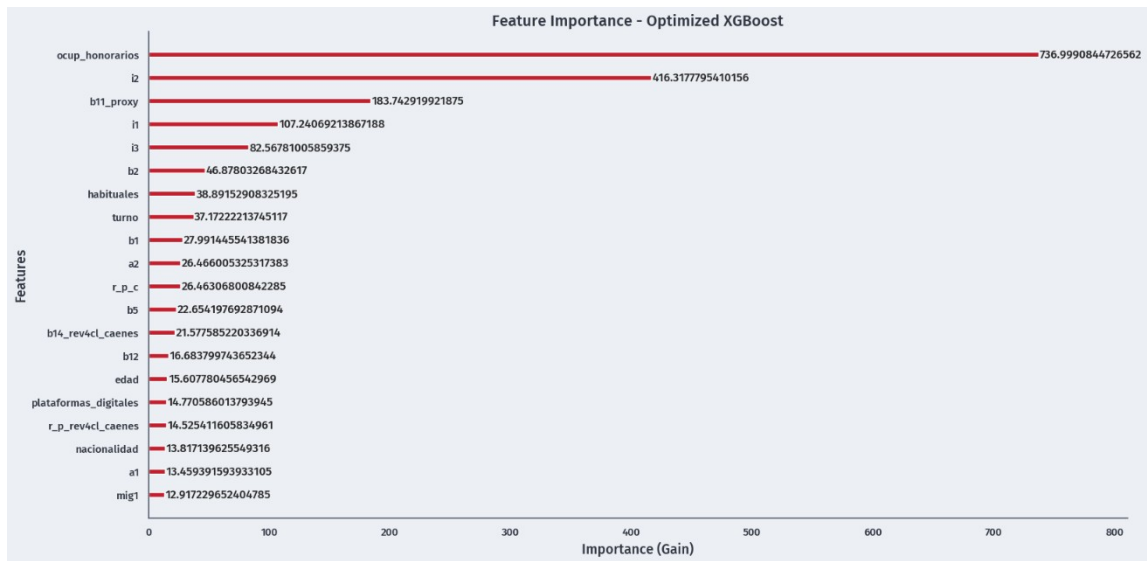 Feature Importance - Optimized XGBoost
Features
ocup_honorarios 736.9990844726562
i2 416.3177795410156
b11_proxy 183.742919921875
i1 107.24069213867188
i3 82.56781005859375
b2 46.87803268432617
habituales 38.89152908325195
turno 37.17222213745117
b1 27.991445541381836
a2 26.466005325317383
r_p_c 26.46306800842285
b5 22.654197692871094
b14_rev4cl_caenes 21.577585220336914
b12 16.683799743652344
edad 15.607780456542969
plataformas_digitales 14.770586013793945
r_p_rev4cl_caenes 14.525411605834961
nacionalidad 13.817139625549316
a1 13.459391593933105
mig1 12.917229652404785
0 100 200 300 400 500 600 700 800
Importance (Gain)